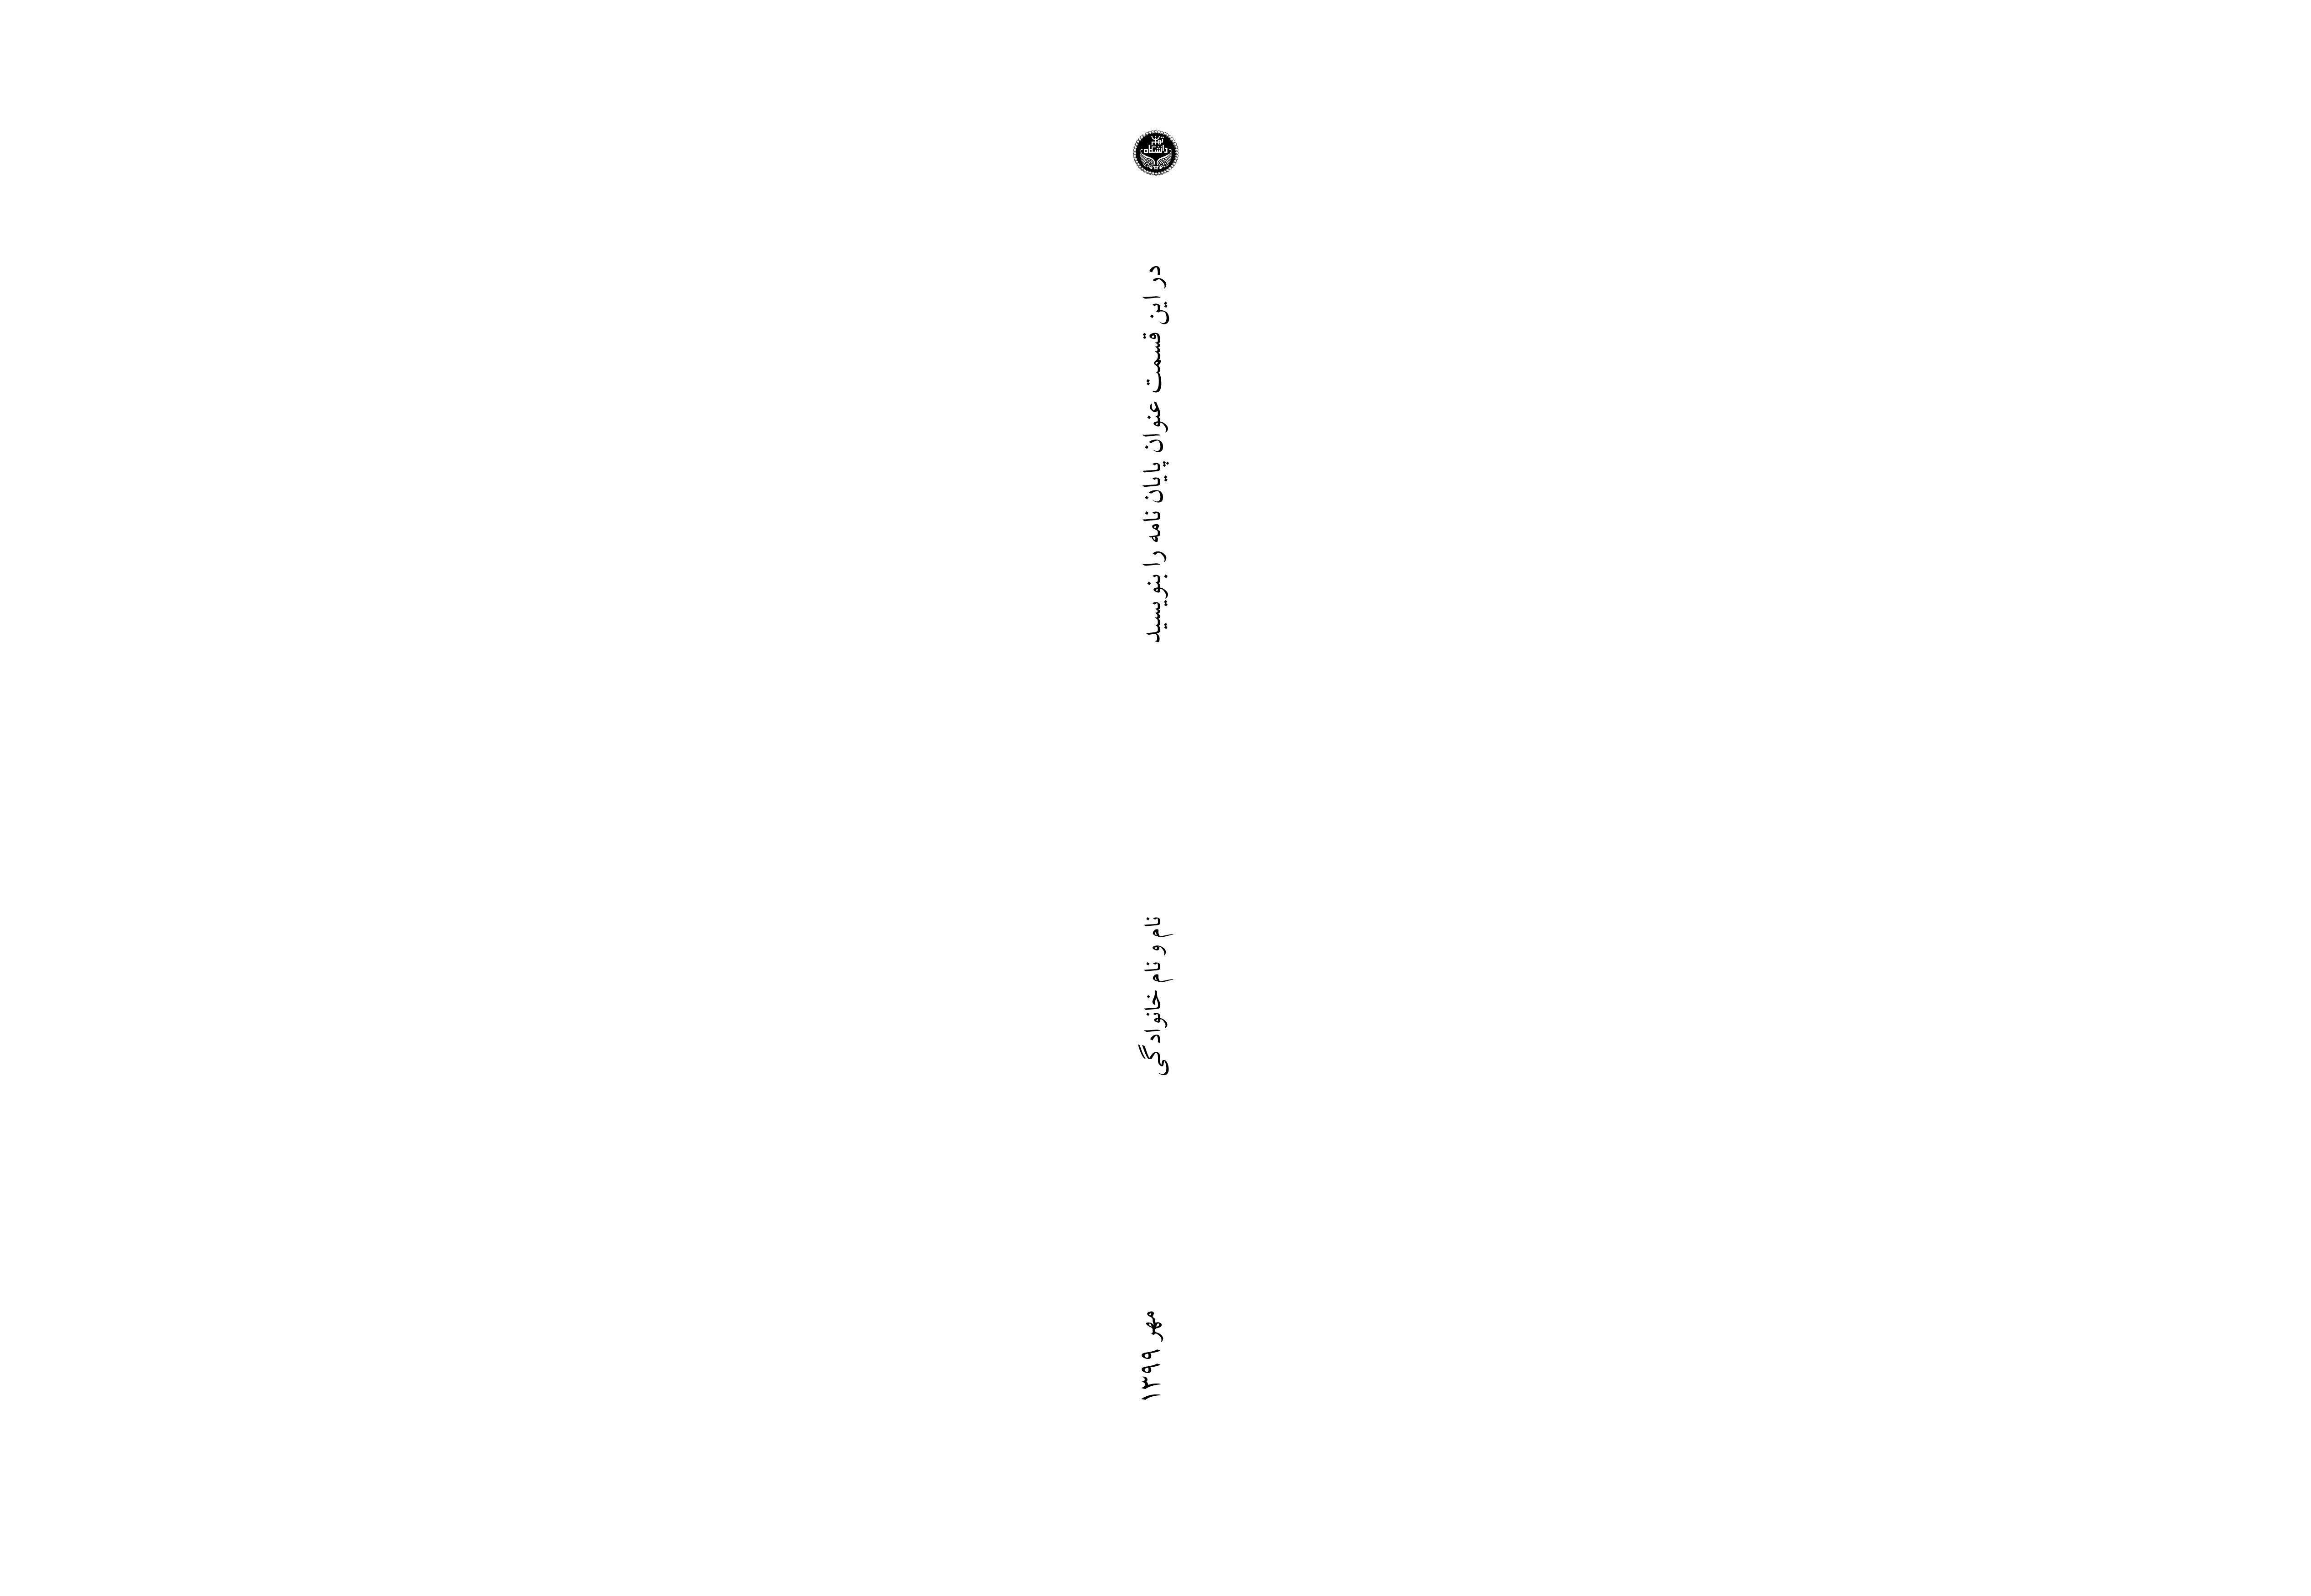 دانشگاه تهران
در این قسمت عنوان پایان نامه را بنویسید
نام و نام خانوادگی
مهر ۱۳۹۹